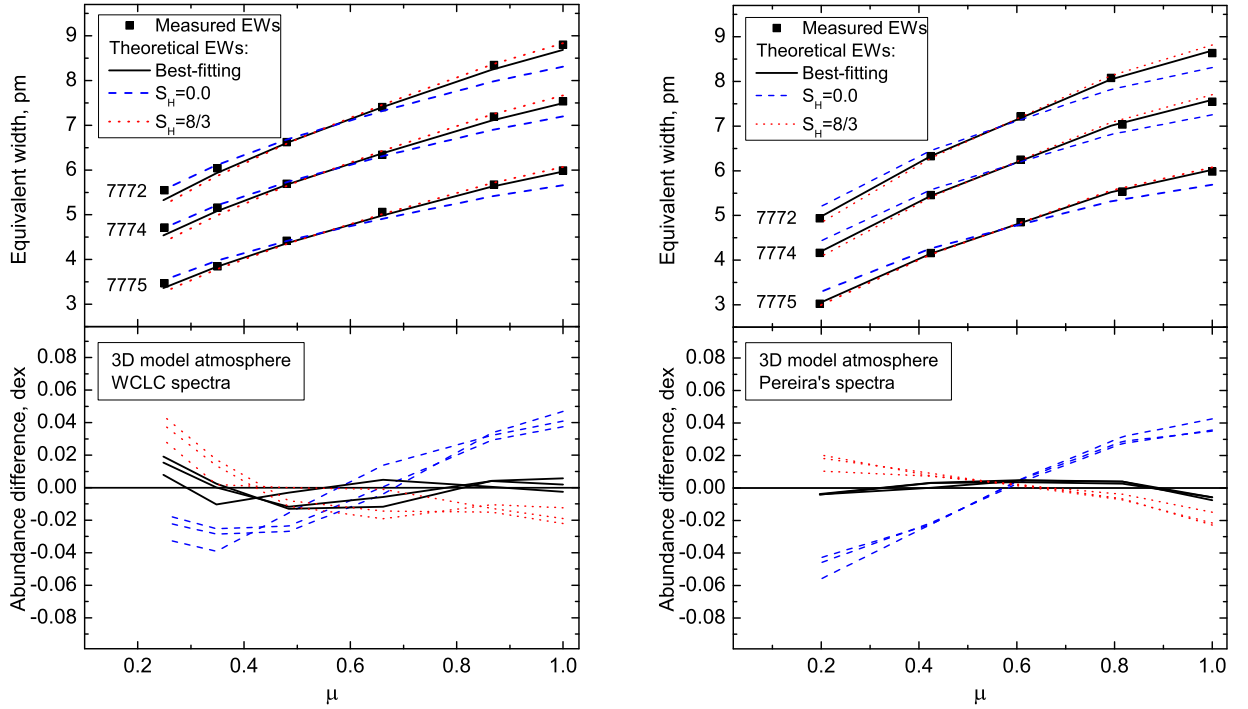 Measured EWs
Theoretical EWs:
Best-fitting
S_H=0.0
S_H=8/3
7772
7774
7775
9
8
7
6
5
4
3
Equivalent width, pm
3D model atmosphere
WCLC spectra
0.08
0.06
0.04
0.02
0.00
-0.02
-0.04
-0.06
-0.08
Abundance difference, dex
0.2 0.4 0.6 0.8 1.0
μ
Measured EWs
Theoretical EWs:
Best-fitting
S_H=0.0
S_H=8/3
7772
7774
7775
9
8
7
6
5
4
3
Equivalent width, pm
3D model atmosphere
Pereira's spectra
0.08
0.06
0.04
0.02
0.00
-0.02
-0.04
-0.06
-0.08
Abundance difference, dex
0.2 0.4 0.6 0.8 1.0
μ